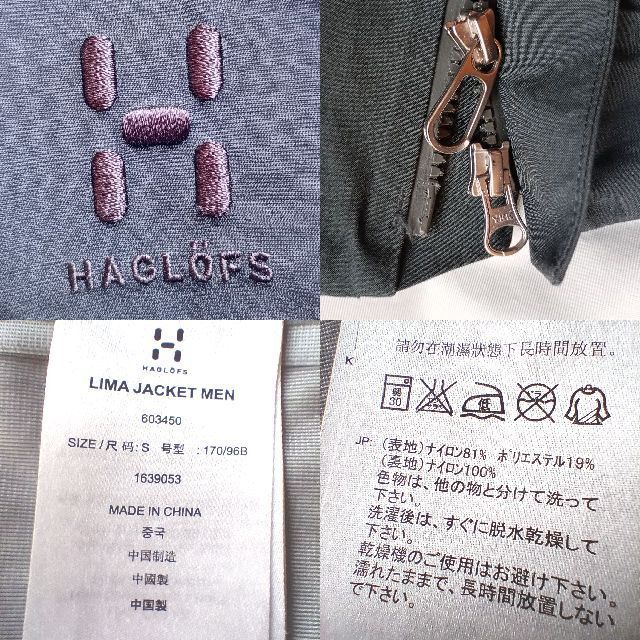 HAGLÖFS
YKK
HAGLÖFS
LIMA JACKET MEN
603450
SIZE / 尺码: S 号型 : 170/96B
1639053
MADE IN CHINA
중국
中国制造
中國製
中国製
請勿在潮濕狀態下長時間放置。
K
30
低
JP: (表地)ナイロン81% ポリエステル19%
(裏地)ナイロン100%
色物は、他の物と分けて洗って
下さい。
洗濯後は、すぐに脱水乾燥して
下さい。
乾燥機のご使用はお避け下さい。
濡れたままで、長時間放置しない
で下さい。